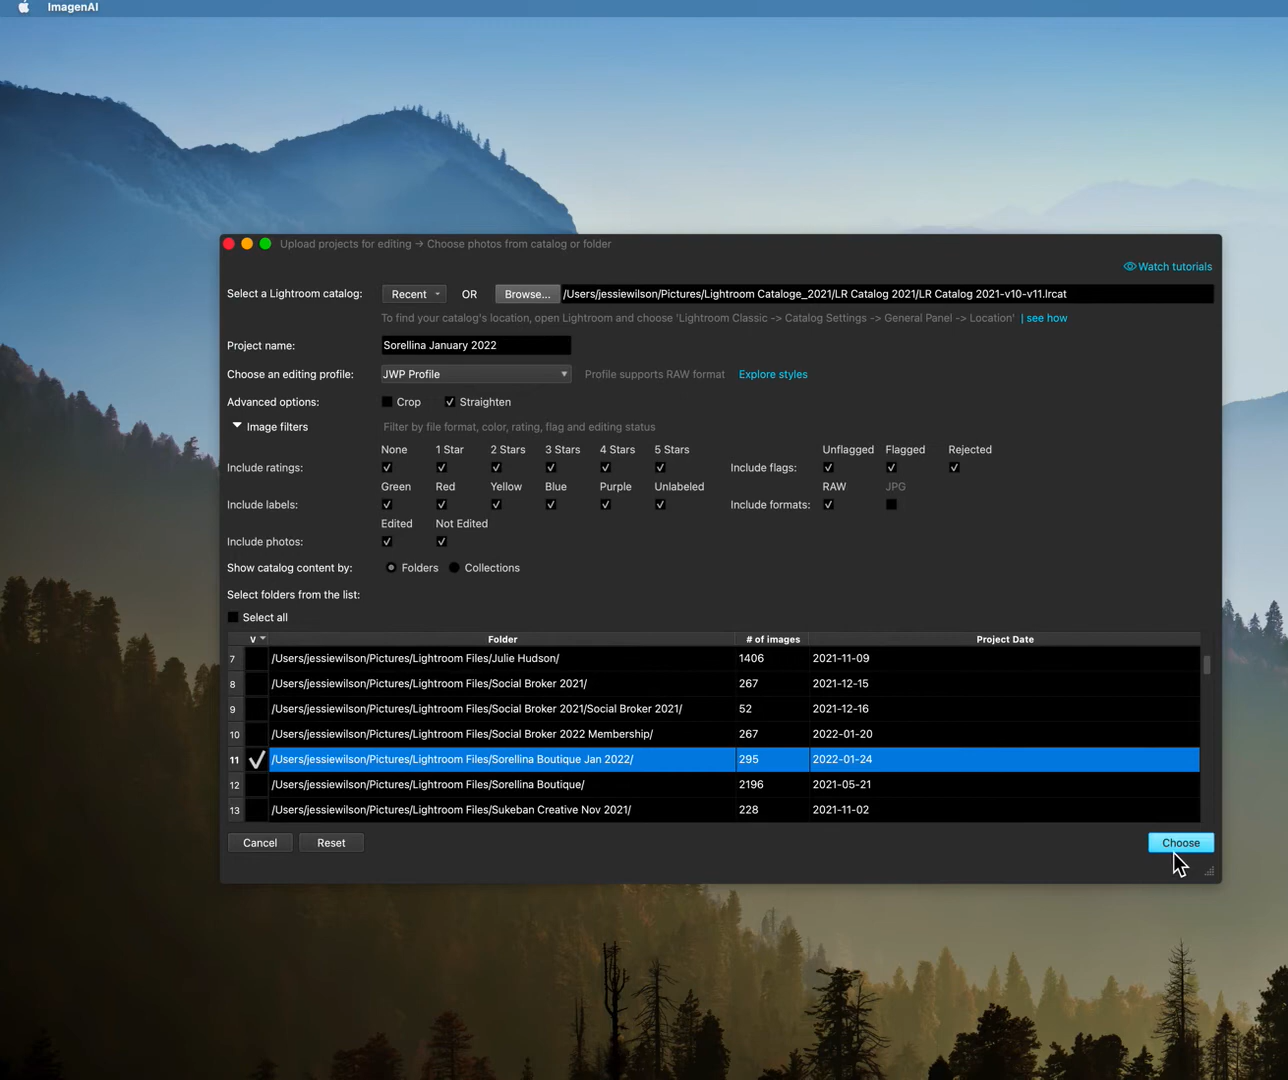 ImagenAI
Upload projects for editing → Choose photos from catalog or folder
Watch tutorials
Select a Lightroom catalog: Recent OR Browse... /Users/jessiewilson/Pictures/Lightroom Cataloge_2021/LR Catalog 2021/LR Catalog 2021-v10-v11.lrcat
To find your catalog's location, open Lightroom and choose 'Lightroom Classic -> Catalog Settings -> General Panel -> Location' | see how
Project name: Sorellina January 2022
Choose an editing profile: JWP Profile Profile supports RAW format Explore styles
Advanced options: Crop Straighten
Image filters Filter by file format, color, rating, flag and editing status
None 1 Star 2 Stars 3 Stars 4 Stars 5 Stars Unflagged Flagged Rejected
Include ratings: Include flags:
Green Red Yellow Blue Purple Unlabeled RAW JPG
Include labels: Include formats:
Edited Not Edited
Include photos:
Show catalog content by: Folders Collections
Select folders from the list:
Select all
v Folder # of images Project Date
7 /Users/jessiewilson/Pictures/Lightroom Files/Julie Hudson/ 1406 2021-11-09
8 /Users/jessiewilson/Pictures/Lightroom Files/Social Broker 2021/ 267 2021-12-15
9 /Users/jessiewilson/Pictures/Lightroom Files/Social Broker 2021/Social Broker 2021/ 52 2021-12-16
10 /Users/jessiewilson/Pictures/Lightroom Files/Social Broker 2022 Membership/ 267 2022-01-20
11 /Users/jessiewilson/Pictures/Lightroom Files/Sorellina Boutique Jan 2022/ 295 2022-01-24
12 /Users/jessiewilson/Pictures/Lightroom Files/Sorellina Boutique/ 2196 2021-05-21
13 /Users/jessiewilson/Pictures/Lightroom Files/Sukeban Creative Nov 2021/ 228 2021-11-02
Cancel Reset Choose